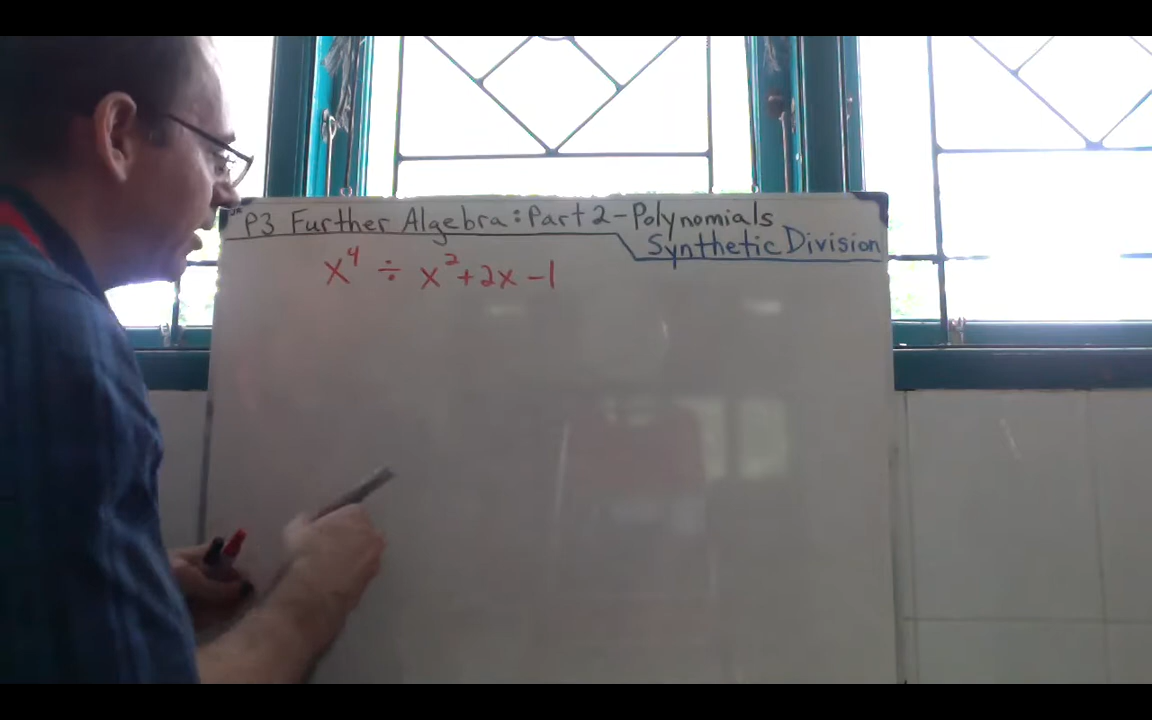 P3 Further Algebra: Part 2 - Polynomials
Synthetic Division
x⁴ ÷ x² + 2x - 1